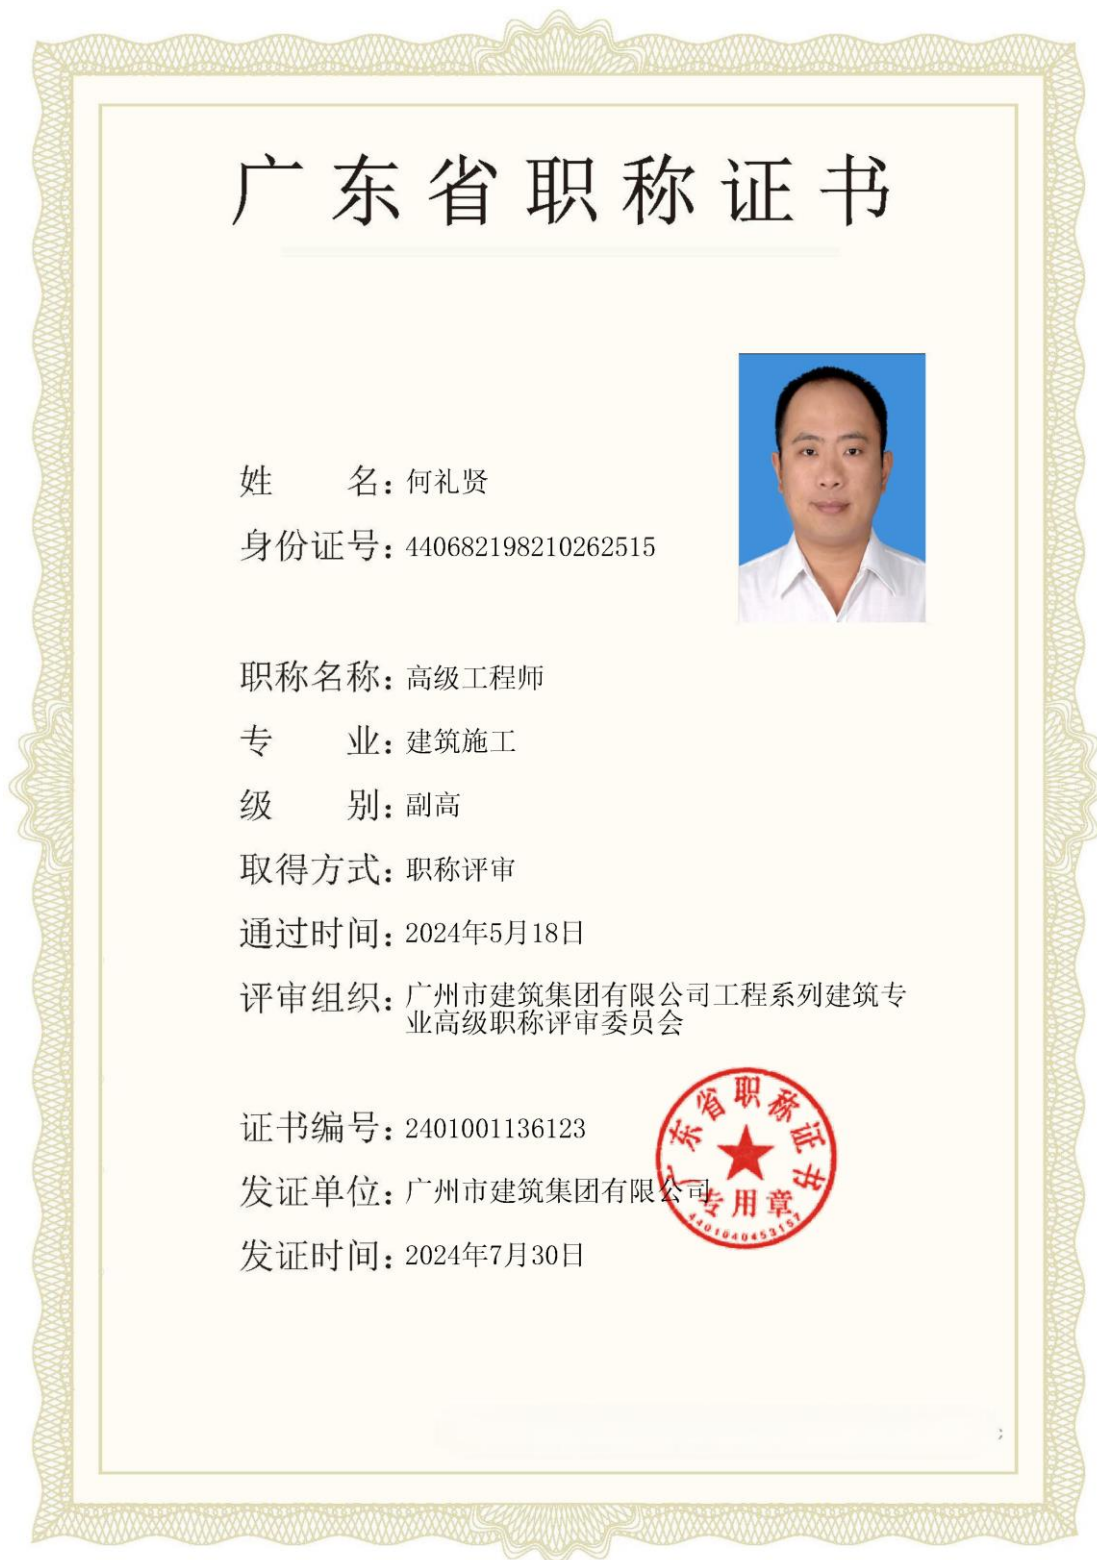 广东省职称证书
姓 名：何礼贤
身份证号：440682198210262515
职称名称：高级工程师
专 业：建筑施工
级 别：副高
取得方式：职称评审
通过时间：2024年5月18日
评审组织：广州市建筑集团有限公司工程系列建筑专
业高级职称评审委员会
证书编号：2401001136123
发证单位：广州市建筑集团有限公司
发证时间：2024年7月30日
广东省职称证书
专用章
4401040453157